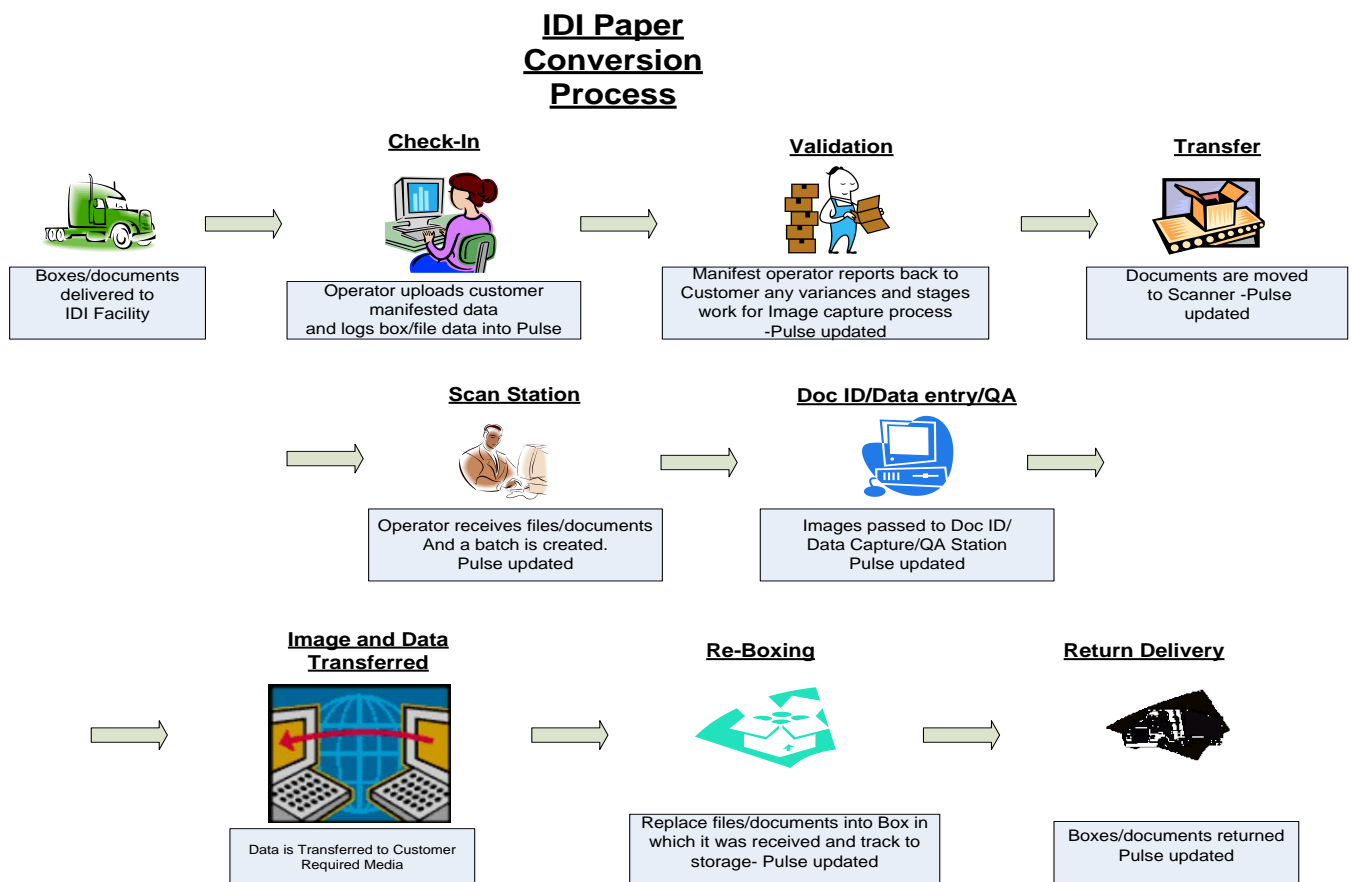 IDI Paper
Conversion
Process
Check-In
Validation
Transfer
Boxes/documents
delivered to
IDI Facility
Operator uploads customer
manifested data
and logs box/file data into Pulse
Manifest operator reports back to
Customer any variances and stages
work for Image capture process
-Pulse updated
Documents are moved
to Scanner -Pulse
updated
Scan Station
Doc ID/Data entry/QA
Operator receives files/documents
And a batch is created.
Pulse updated
Images passed to Doc ID/
Data Capture/QA Station
Pulse updated
Image and Data
Transferred
Re-Boxing
Return Delivery
Data is Transferred to Customer
Required Media
Replace files/documents into Box in
which it was received and track to
storage- Pulse updated
Boxes/documents returned
Pulse updated